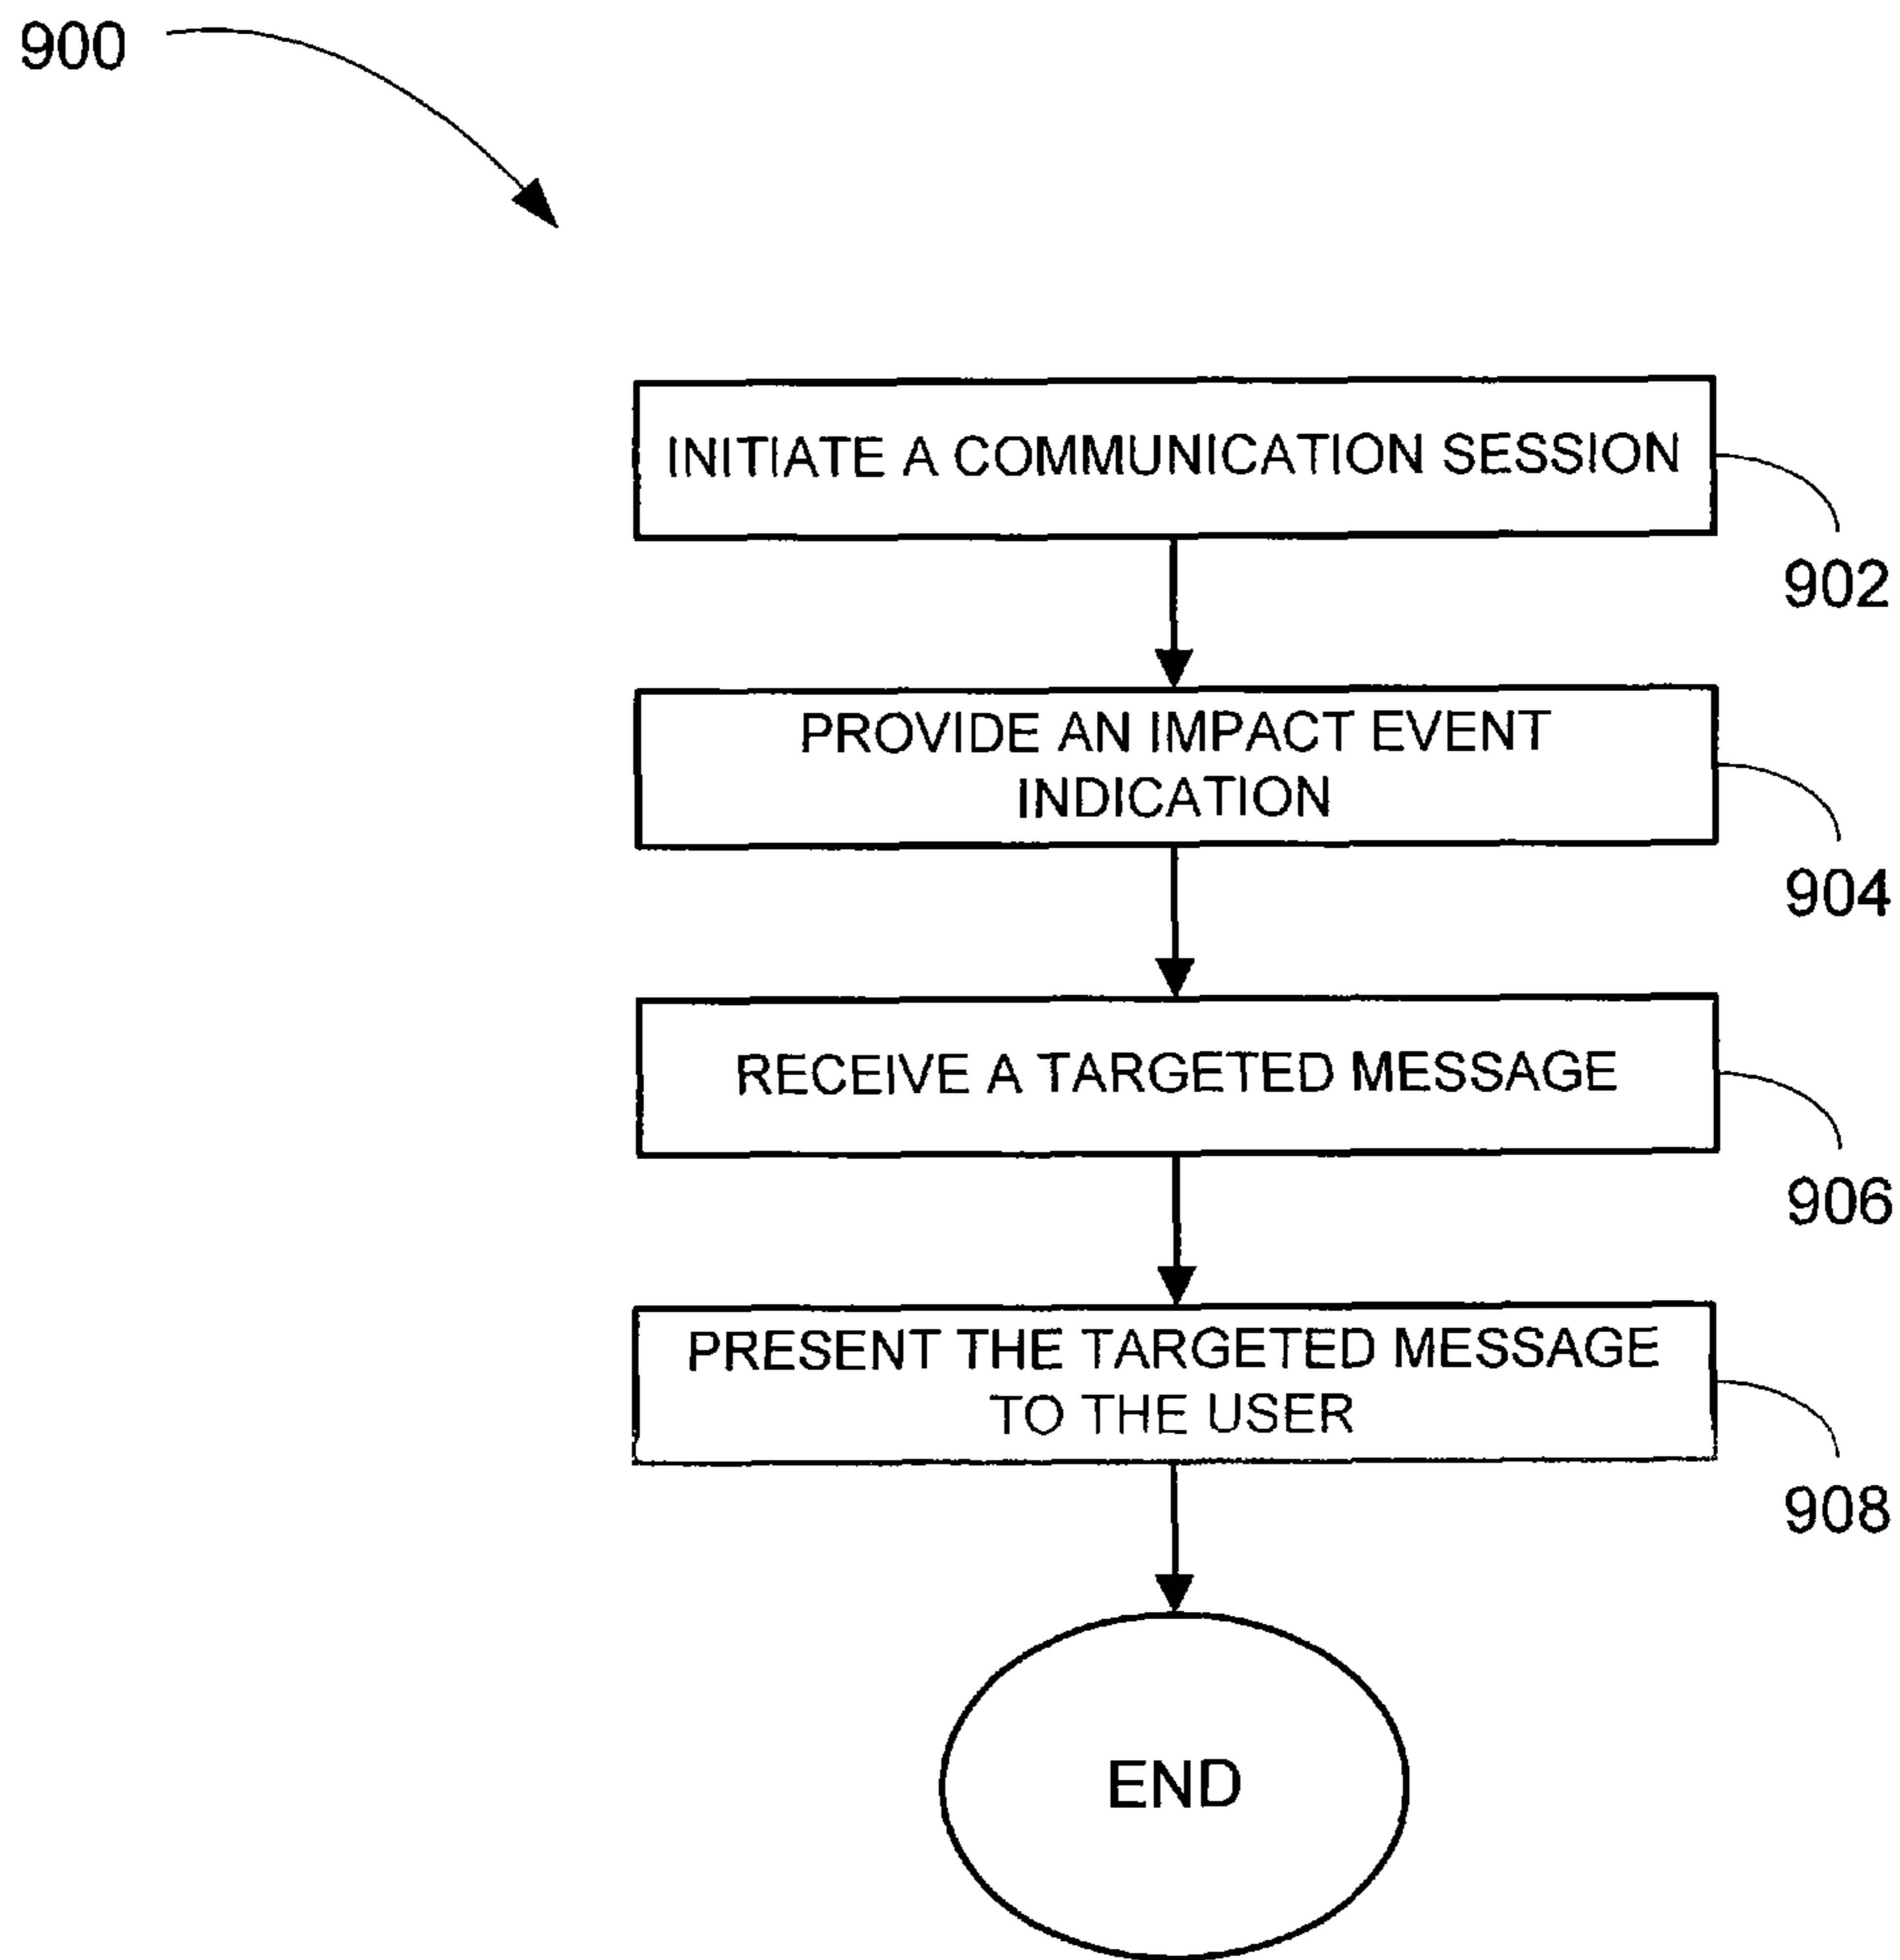 900
INITIATE A COMMUNICATION SESSION
902
PROVIDE AN IMPACT EVENT
INDICATION
904
RECEIVE A TARGETED MESSAGE
906
PRESENT THE TARGETED MESSAGE
TO THE USER
908
END